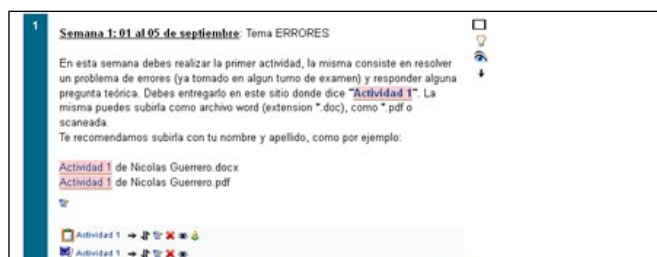 1
Semana 1: 01 al 05 de septiembre: Tema ERRORES
En esta semana debes realizar la primer actividad, la misma consiste en resolver
un problema de errores (ya tomado en algun turno de examen) y responder alguna
pregunta teórica. Debes entregarlo en este sitio donde dice "Actividad 1". La
misma puedes subirla como archivo word (extension *.doc), como *.pdf o
scaneada.
Te recomendamos subirla con tu nombre y apellido, como por ejemplo:
Actividad 1 de Nicolas Guerrero.docx
Actividad 1 de Nicolas Guerrero.pdf
Actividad 1
Actividad 1